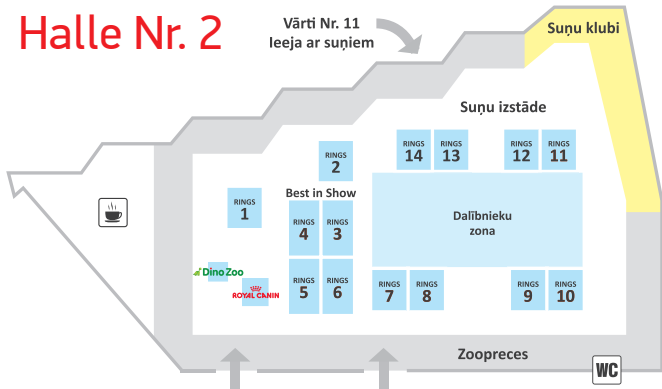 Halle Nr. 2
Vārti Nr. 11
ieeja ar suņiem
Suņu klubi
Suņu izstāde
RINGS
14
RINGS
13
RINGS
12
RINGS
11
RINGS
2
Best in Show
RINGS
1
RINGS
4
RINGS
3
Dalībnieku
zona
DinoZoo
ROYAL CANIN
RINGS
5
RINGS
6
RINGS
7
RINGS
8
RINGS
9
RINGS
10
Zoopreces
WC